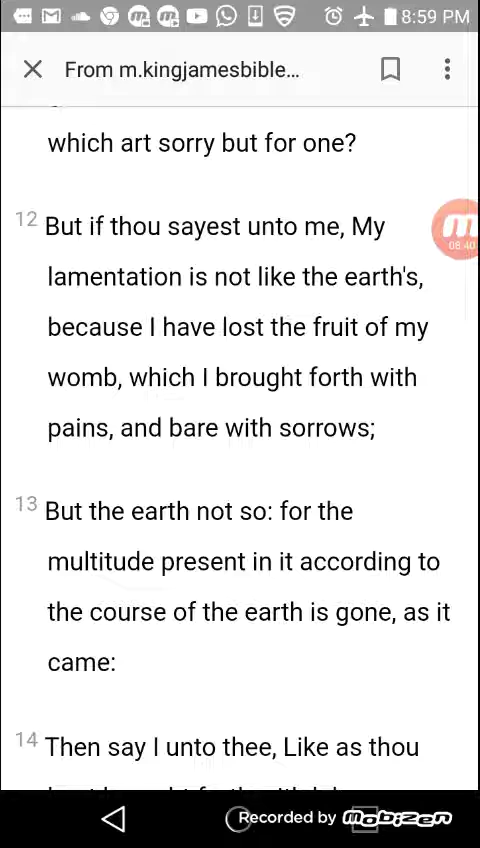 8:59 PM
From m.kingjamesbible...
which art sorry but for one?
12 But if thou sayest unto me, My
lamentation is not like the earth's,
because I have lost the fruit of my
womb, which I brought forth with
pains, and bare with sorrows;
08:40
13 But the earth not so: for the
multitude present in it according to
the course of the earth is gone, as it
came:
14 Then say I unto thee, Like as thou
Recorded by Mobizen